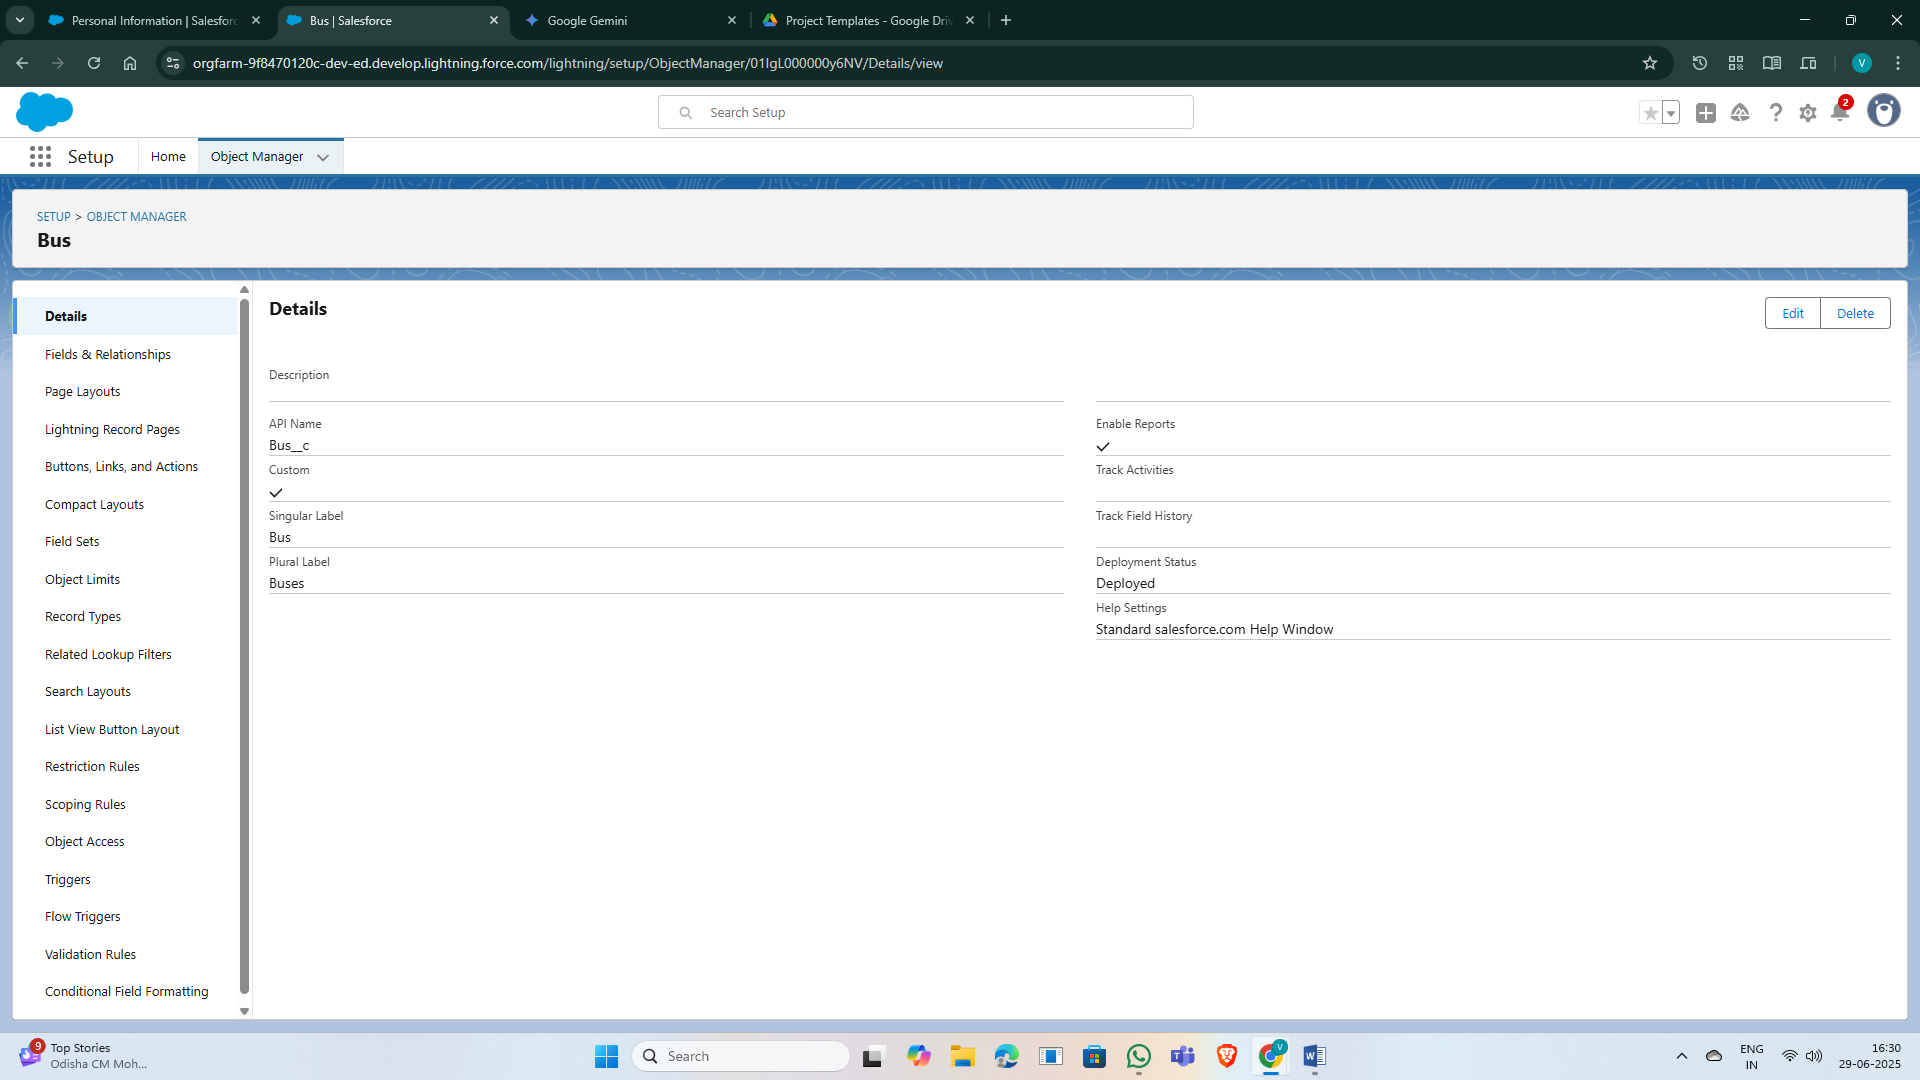 Personal Information | Salesforc
Bus | Salesforce
Google Gemini
Project Templates - Google Driv
orgfarm-9f8470120c-dev-ed.develop.lightning.force.com/lightning/setup/ObjectManager/01IgL000000y6NV/Details/view
V
Search Setup
2
Setup
Home
Object Manager
SETUP > OBJECT MANAGER
Bus
Details
Fields & Relationships
Page Layouts
Lightning Record Pages
Buttons, Links, and Actions
Compact Layouts
Field Sets
Object Limits
Record Types
Related Lookup Filters
Search Layouts
List View Button Layout
Restriction Rules
Scoping Rules
Object Access
Triggers
Flow Triggers
Validation Rules
Conditional Field Formatting
Details
Edit
Delete
Description
API Name
Bus__c
Custom
Singular Label
Bus
Plural Label
Buses
Enable Reports
Track Activities
Track Field History
Deployment Status
Deployed
Help Settings
Standard salesforce.com Help Window
9
Top Stories
Odisha CM Moh...
Search
V
ENG
IN
16:30
29-06-2025